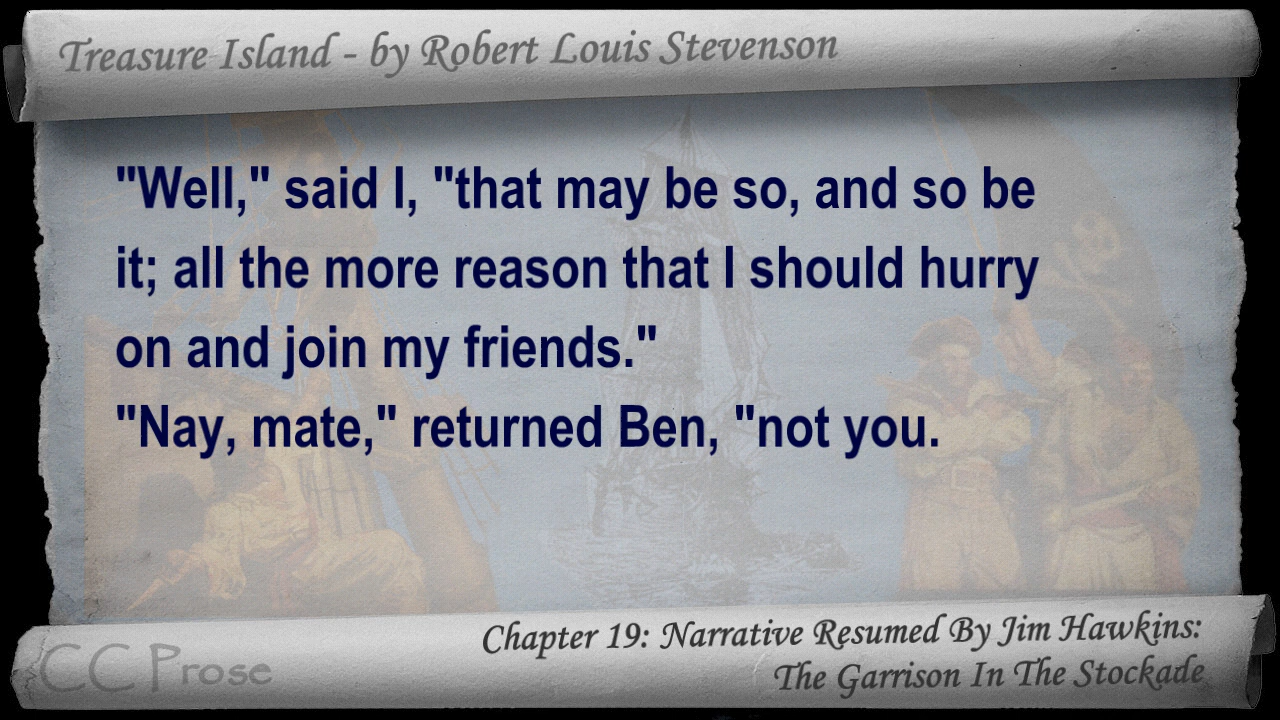 Treasure Island - by Robert Louis Stevenson
"Well," said I, "that may be so, and so be
it; all the more reason that I should hurry
on and join my friends."
"Nay, mate," returned Ben, "not you.
Chapter 19: Narrative Resumed By Jim Hawkins:
The Garrison In The Stockade
CC Prose